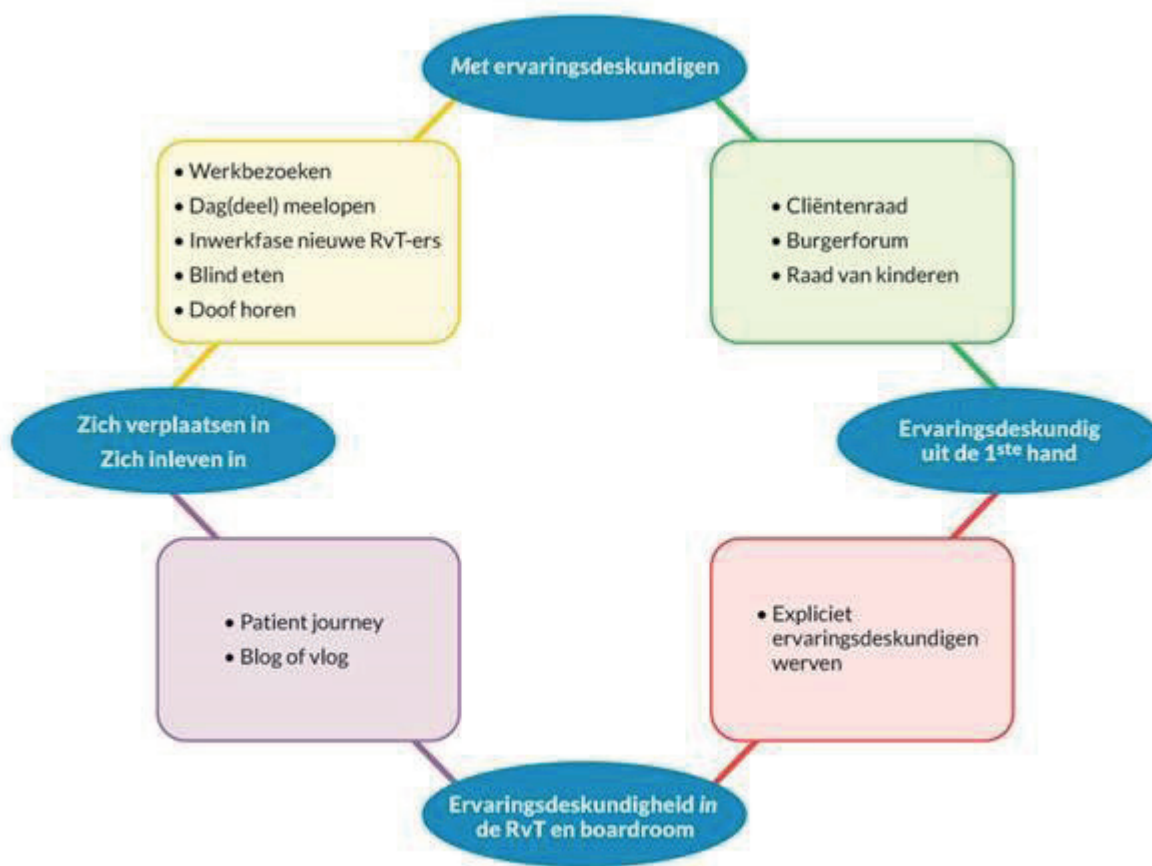 Met ervaringsdeskundigen
• Werkbezoeken
• Dag(deel) meelopen
• Inwerkfase nieuwe RvT-ers
• Blind eten
• Doof horen
• Cliëntenraad
• Burgerforum
• Raad van kinderen
Zich verplaatsen in
Zich inleven in
Ervaringsdeskundig
uit de 1ste hand
• Patient journey
• Blog of vlog
• Expliciet
ervaringsdeskundigen
werven
Ervaringsdeskundigheid in
de RvT en boardroom